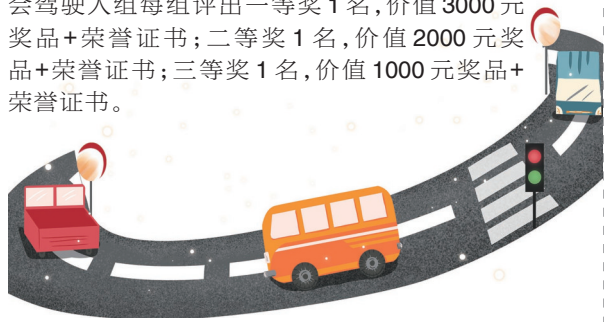 会驾驶人组每组评出一等奖1名,价值3000元
奖品+荣誉证书;二等奖1名,价值2000元奖
品+荣誉证书;三等奖1名,价值1000元奖品+
荣誉证书。